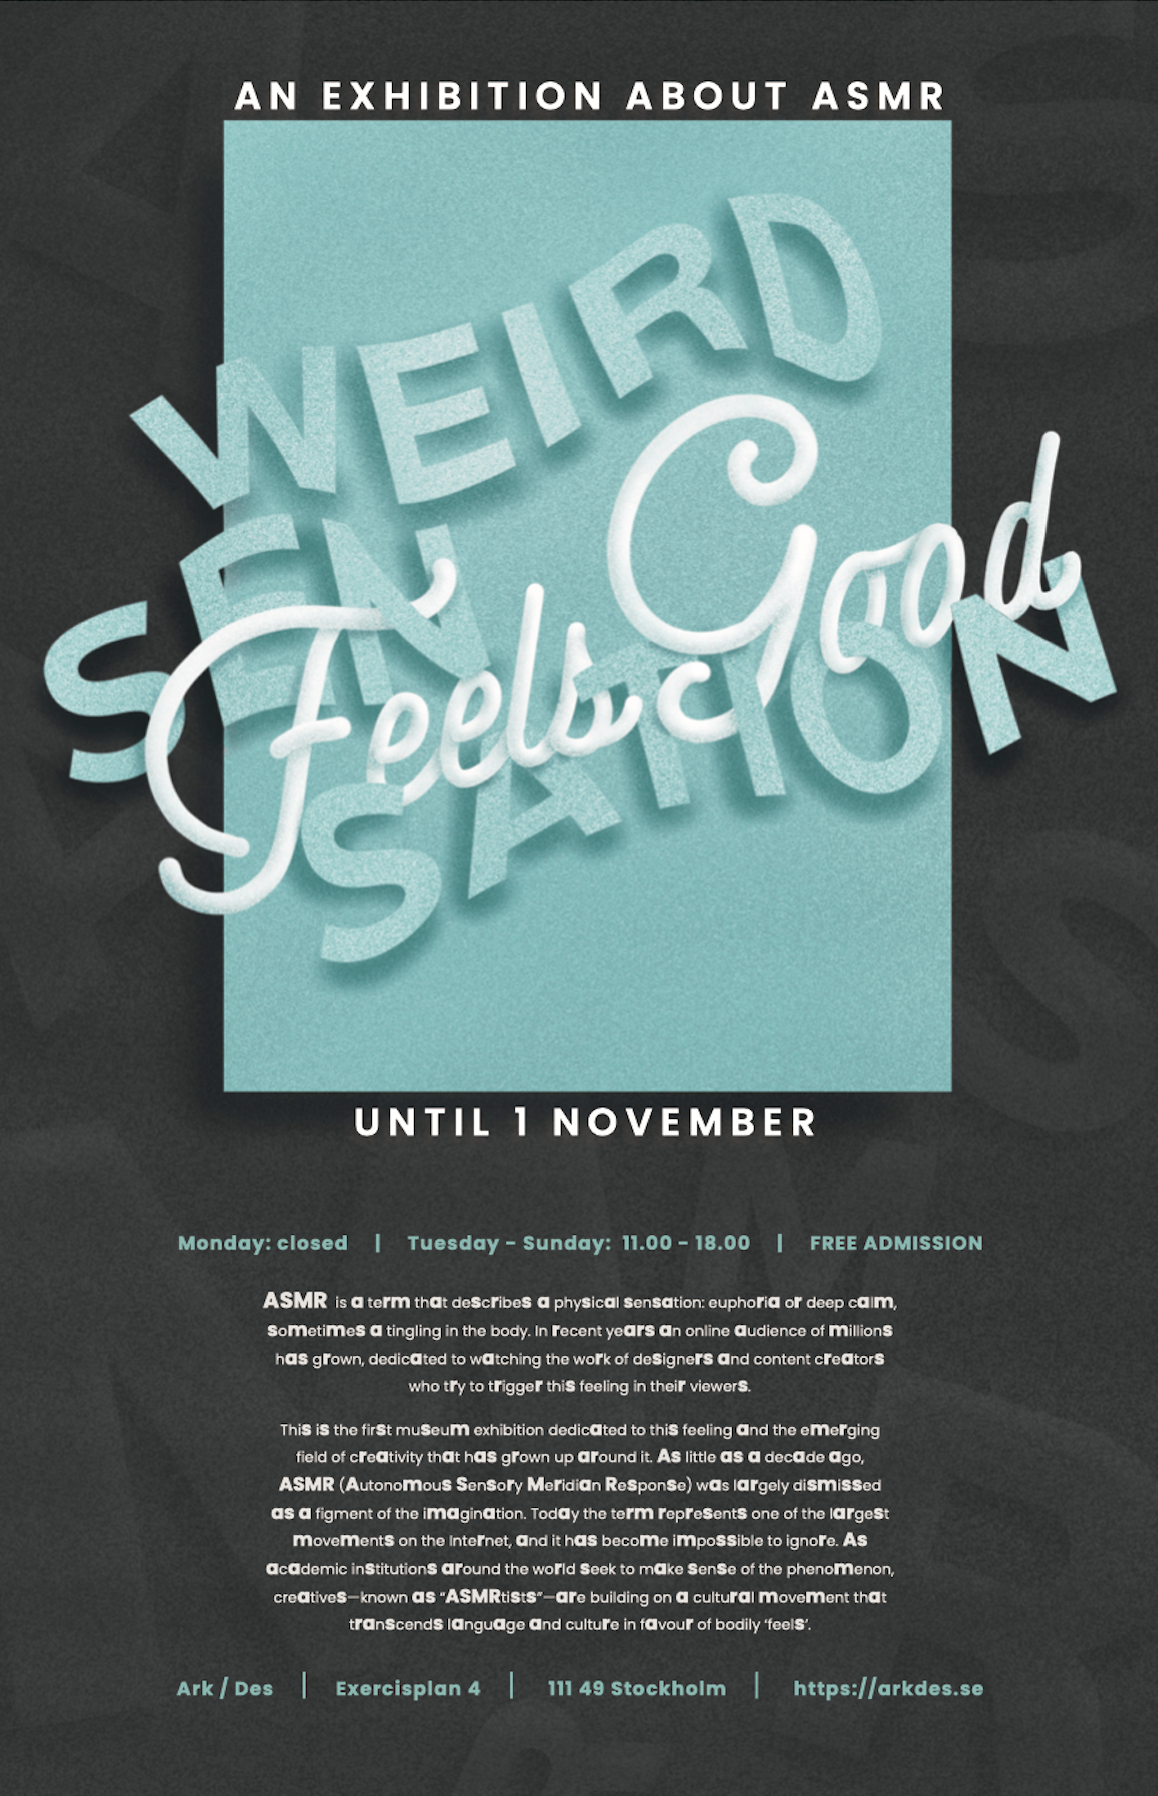 AN EXHIBITION ABOUT ASMR
WEIRD
SEN
SATION
Feels Good
UNTIL 1 NOVEMBER
Monday: closed | Tuesday - Sunday: 11.00 - 18.00 | FREE ADMISSION
ASMR is a term that describes a physical sensation: euphoria or deep calm,
sometimes a tingling in the body. In recent years an online audience of millions
has grown, dedicated to watching the work of designers and content creators
who try to trigger this feeling in their viewers.
This is the first museum exhibition dedicated to this feeling and the emerging
field of creativity that has grown up around it. As little as a decade ago,
ASMR (Autonomous Sensory Meridian Response) was largely dismissed
as a figment of the imagination. Today the term represents one of the largest
movements on the Internet, and it has become impossible to ignore. As
academic institutions around the world seek to make sense of the phenomenon,
creatives—known as “ASMRtists”—are building on a cultural movement that
transcends language and culture in favour of bodily ‘feels’.
Ark / Des | Exercisplan 4 | 111 49 Stockholm | https://arkdes.se